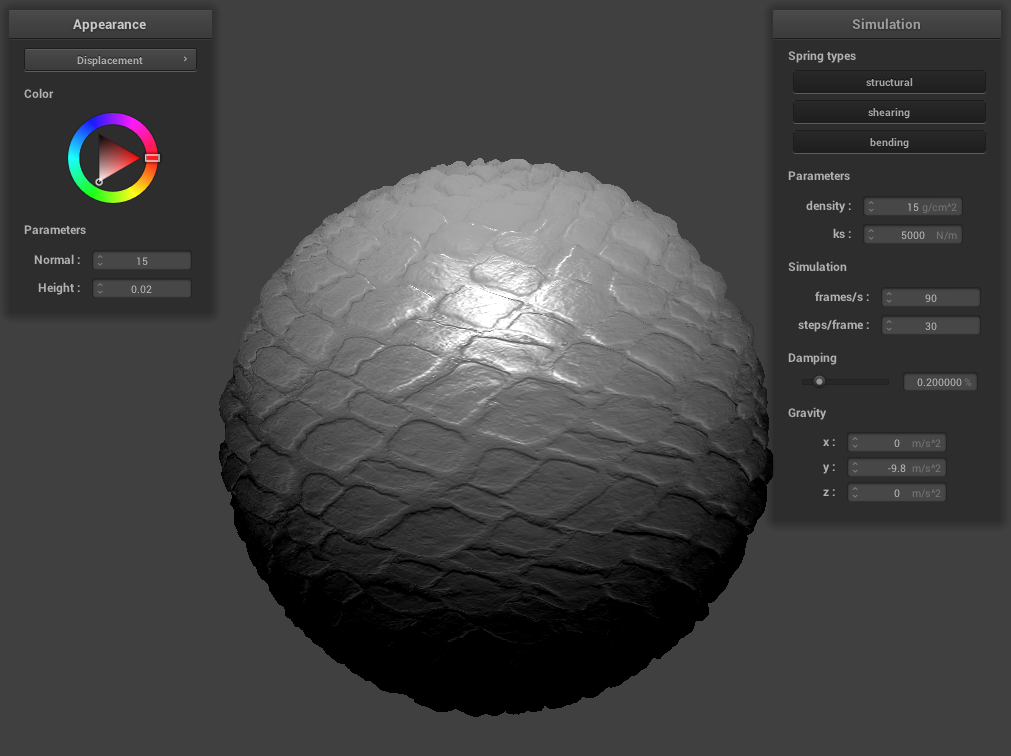 Appearance
Displacement ›
Color
Parameters
Normal : 15
Height : 0.02
Simulation
Spring types
structural
shearing
bending
Parameters
density : 15 g/cm^2
ks : 5000 N/m
Simulation
frames/s : 90
steps/frame : 30
Damping
0.200000 %
Gravity
x : 0 m/s^2
y : -9.8 m/s^2
z : 0 m/s^2